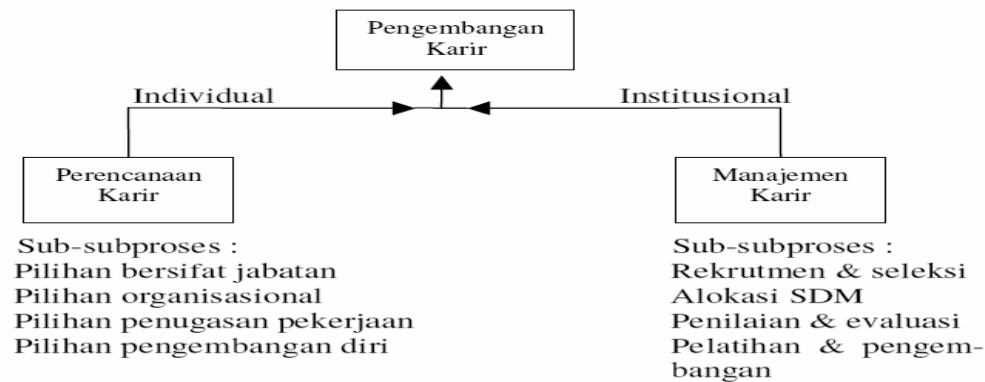 Pengembangan
Karir
Individual
Institusional
Perencanaan
Karir
Manajemen
Karir
Sub-subproses :
Pilihan bersifat jabatan
Pilihan organisasional
Pilihan penugasan pekerjaan
Pilihan pengembangan diri
Sub-subproses :
Rekrutmen & seleksi
Alokasi SDM
Penilaian & evaluasi
Pelatihan & pengem-
bangan